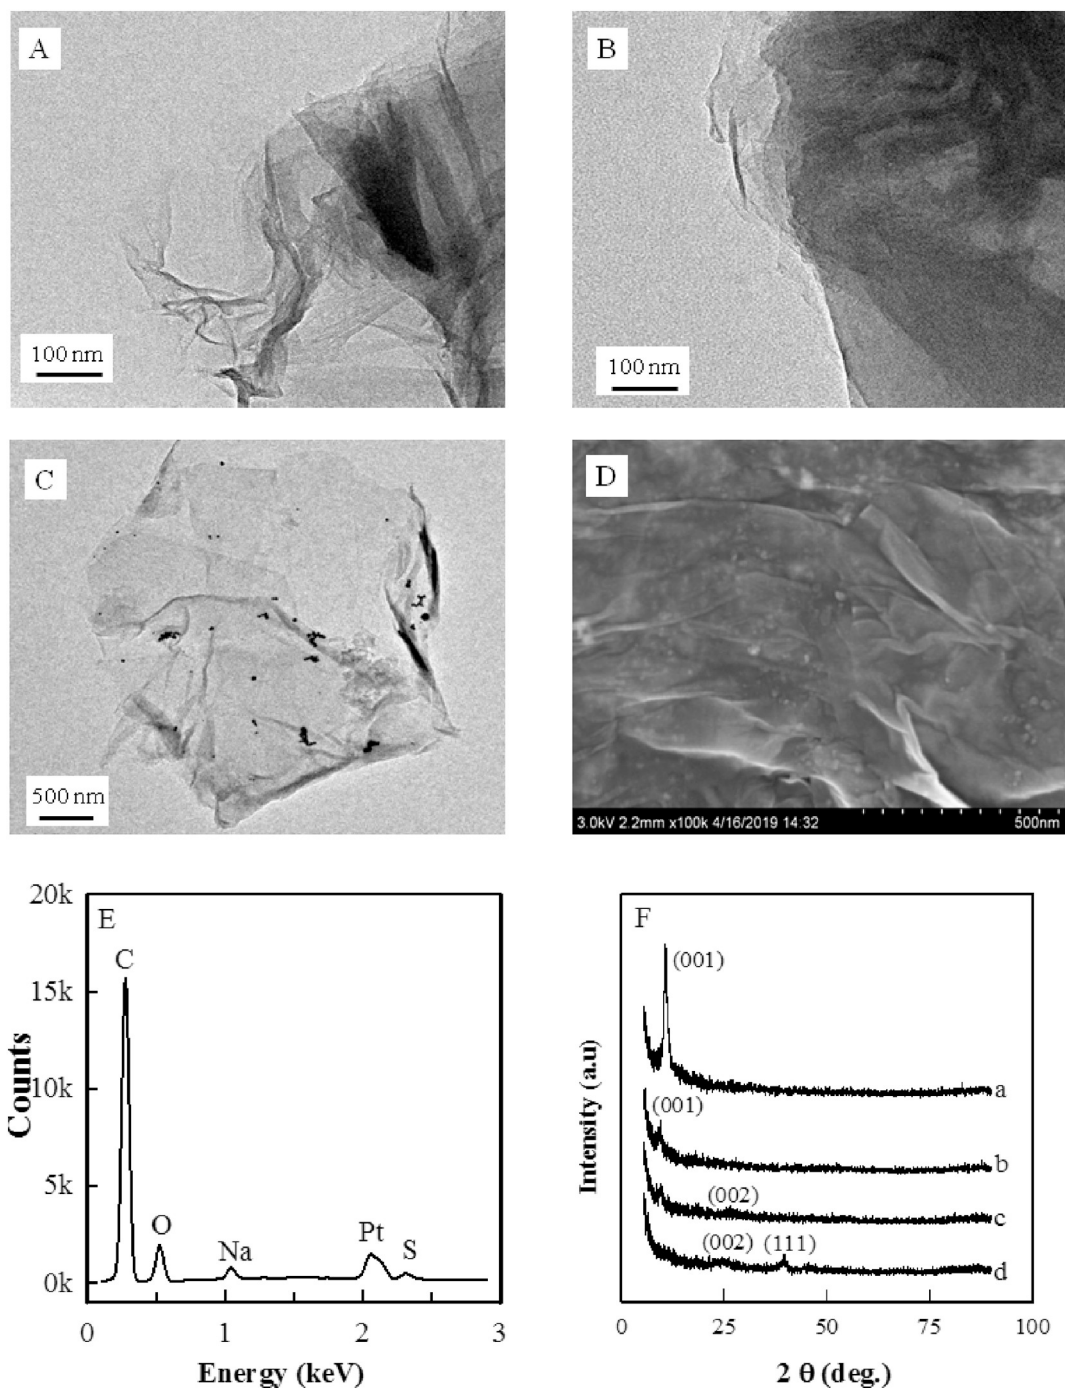 A
100 nm
B
100 nm
C
500 nm
D
3.0kV 2.2mm x100k 4/16/2019 14:32
500nm
20k
E
C
15k
10k
5k
O
Na
Pt
S
0k
Counts
0
1
2
3
Energy (keV)
F
(001)
a
(001)
b
(002)
c
(002)
(111)
d
Intensity (a.u)
0
25
50
75
100
2 θ (deg.)